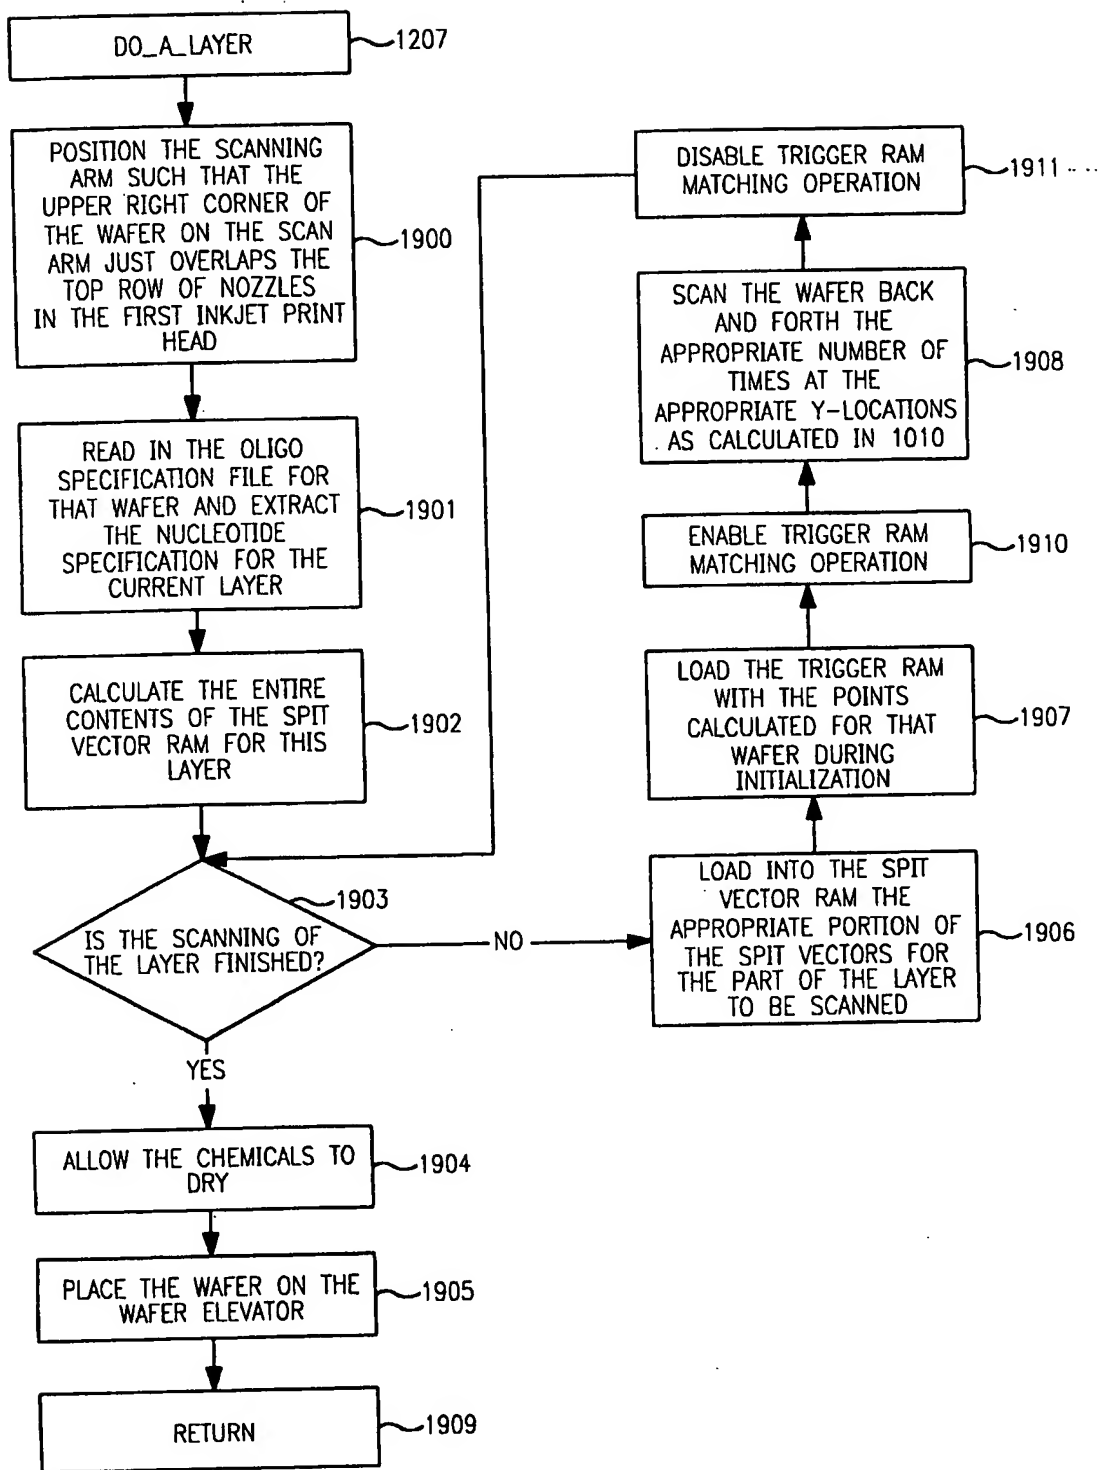 DO_A_LAYER
1207
POSITION THE SCANNING
ARM SUCH THAT THE
UPPER RIGHT CORNER OF
THE WAFER ON THE SCAN
ARM JUST OVERLAPS THE
TOP ROW OF NOZZLES
IN THE FIRST INKJET PRINT
HEAD
1900
READ IN THE OLIGO
SPECIFICATION FILE FOR
THAT WAFER AND EXTRACT
THE NUCLEOTIDE
SPECIFICATION FOR THE
CURRENT LAYER
1901
CALCULATE THE ENTIRE
CONTENTS OF THE SPIT
VECTOR RAM FOR THIS
LAYER
1902
1903
IS THE SCANNING OF
THE LAYER FINISHED?
NO
YES
ALLOW THE CHEMICALS TO
DRY
1904
PLACE THE WAFER ON THE
WAFER ELEVATOR
1905
RETURN
1909
DISABLE TRIGGER RAM
MATCHING OPERATION
1911
SCAN THE WAFER BACK
AND FORTH THE
APPROPRIATE NUMBER OF
TIMES AT THE
APPROPRIATE Y-LOCATIONS
AS CALCULATED IN 1010
1908
ENABLE TRIGGER RAM
MATCHING OPERATION
1910
LOAD THE TRIGGER RAM
WITH THE POINTS
CALCULATED FOR THAT
WAFER DURING
INITIALIZATION
1907
LOAD INTO THE SPIT
VECTOR RAM THE
APPROPRIATE PORTION OF
THE SPIT VECTORS FOR
THE PART OF THE LAYER
TO BE SCANNED
1906